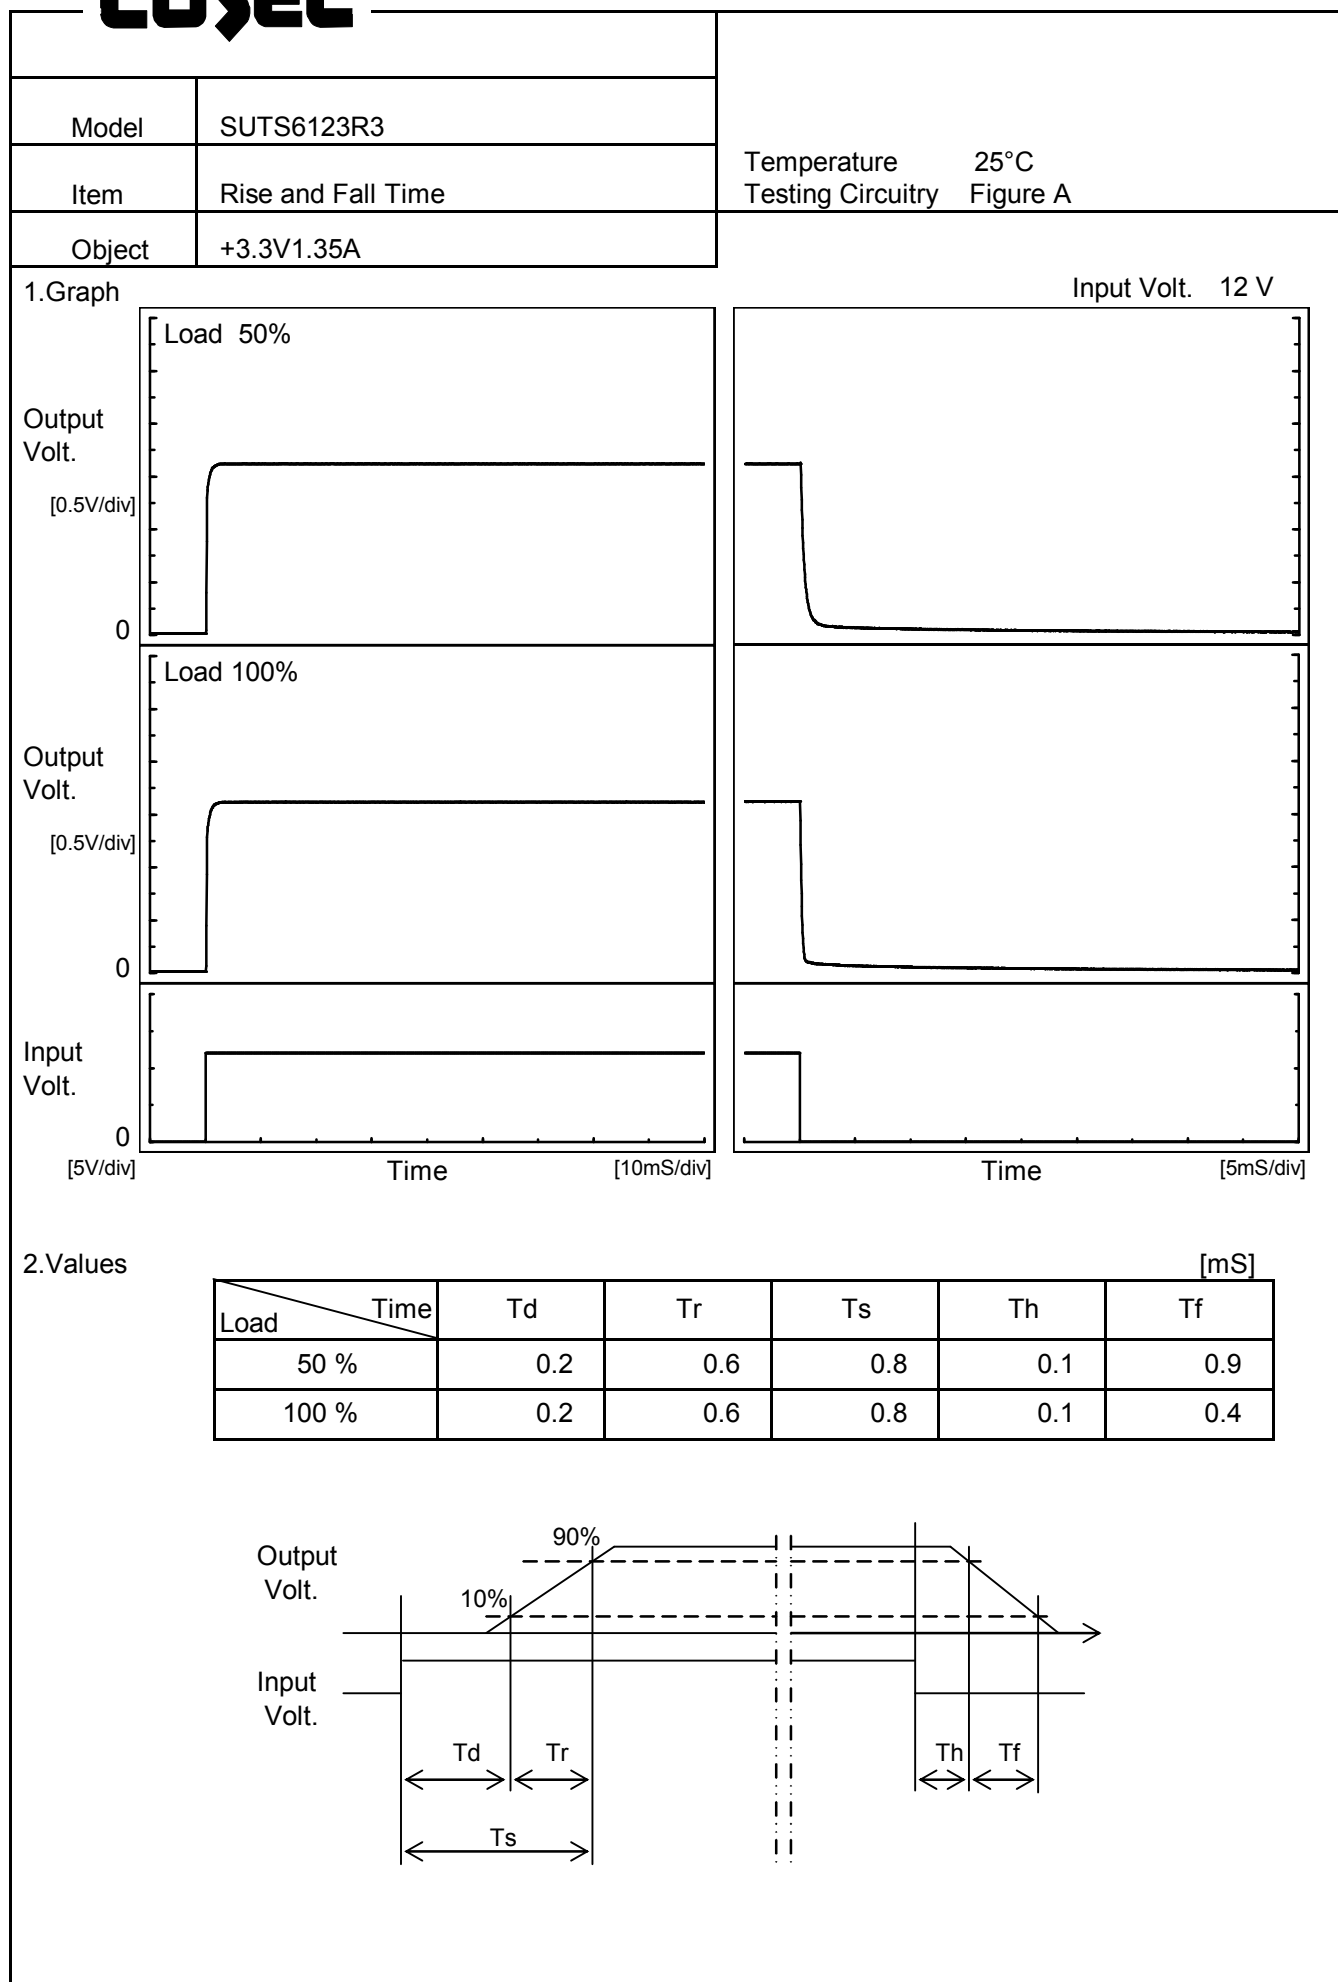 COSEL
Model SUTS6123R3
Item Rise and Fall Time
Object +3.3V1.35A
Temperature 25°C
Testing Circuitry Figure A
1.Graph
Input Volt. 12 V
Load 50%
Output
Volt.
[0.5V/div]
0
Load 100%
Output
Volt.
[0.5V/div]
0
Input
Volt.
0
[5V/div] Time [10mS/div] Time [5mS/div]
2.Values [mS]
Time
Load Td Tr Ts Th Tf
50 % 0.2 0.6 0.8 0.1 0.9
100 % 0.2 0.6 0.8 0.1 0.4
Output
Volt.
90%
10%
Input
Volt.
Td Tr Th Tf
Ts